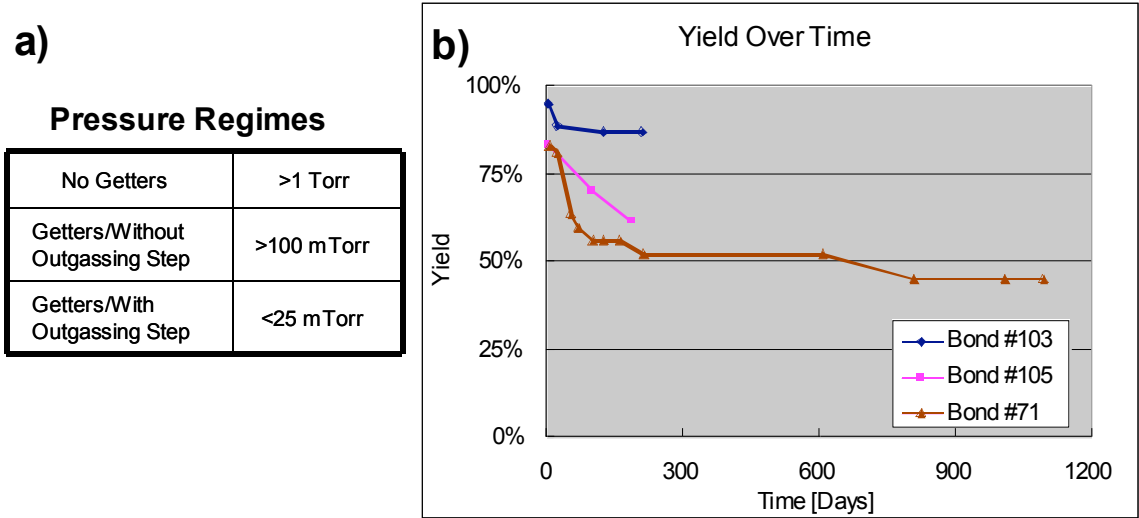 a)
Pressure Regimes
No Getters
>1 Torr
Getters/Without
Outgassing Step
>100 mTorr
Getters/With
Outgassing Step
<25 mTorr
b)
Yield Over Time
100%
75%
50%
25%
0%
Yield
0
300
600
900
1200
Time [Days]
Bond #103
Bond #105
Bond #71